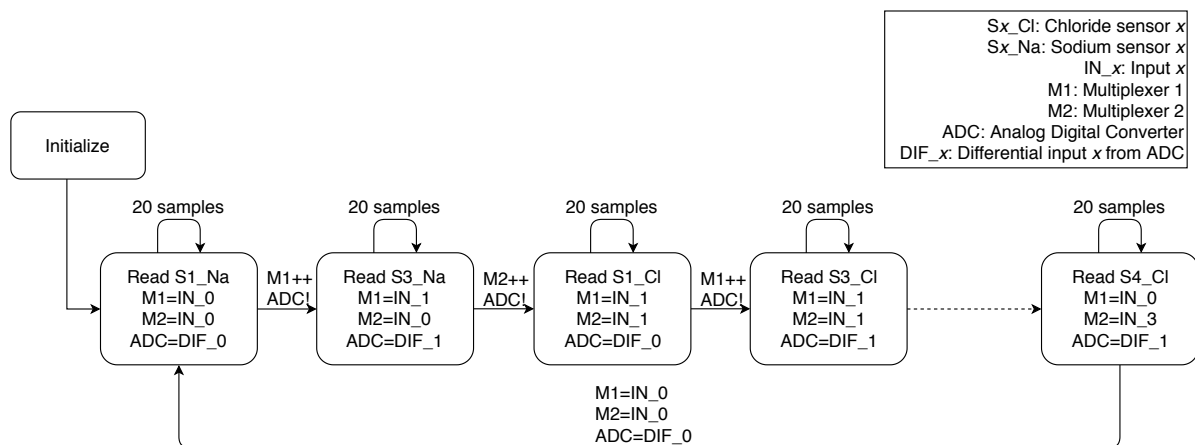 Sx_Cl: Chloride sensor x
Sx_Na: Sodium sensor x
IN_x: Input x
M1: Multiplexer 1
M2: Multiplexer 2
ADC: Analog Digital Converter
DIF_x: Differential input x from ADC
Initialize
20 samples
Read S1_Na
M1=IN_0
M2=IN_0
ADC=DIF_0
M1++
ADC!
20 samples
Read S3_Na
M1=IN_1
M2=IN_0
ADC=DIF_1
M2++
ADC!
20 samples
Read S1_Cl
M1=IN_1
M2=IN_1
ADC=DIF_0
M1++
ADC!
20 samples
Read S3_Cl
M1=IN_1
M2=IN_1
ADC=DIF_1
20 samples
Read S4_Cl
M1=IN_0
M2=IN_3
ADC=DIF_1
M1=IN_0
M2=IN_0
ADC=DIF_0